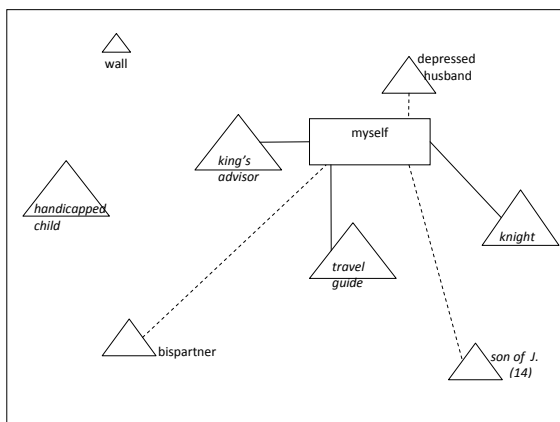 wall
depressed
husband
myself
king's
advisor
handicapped
child
knight
travel
guide
bispartner
son of J.
(14)